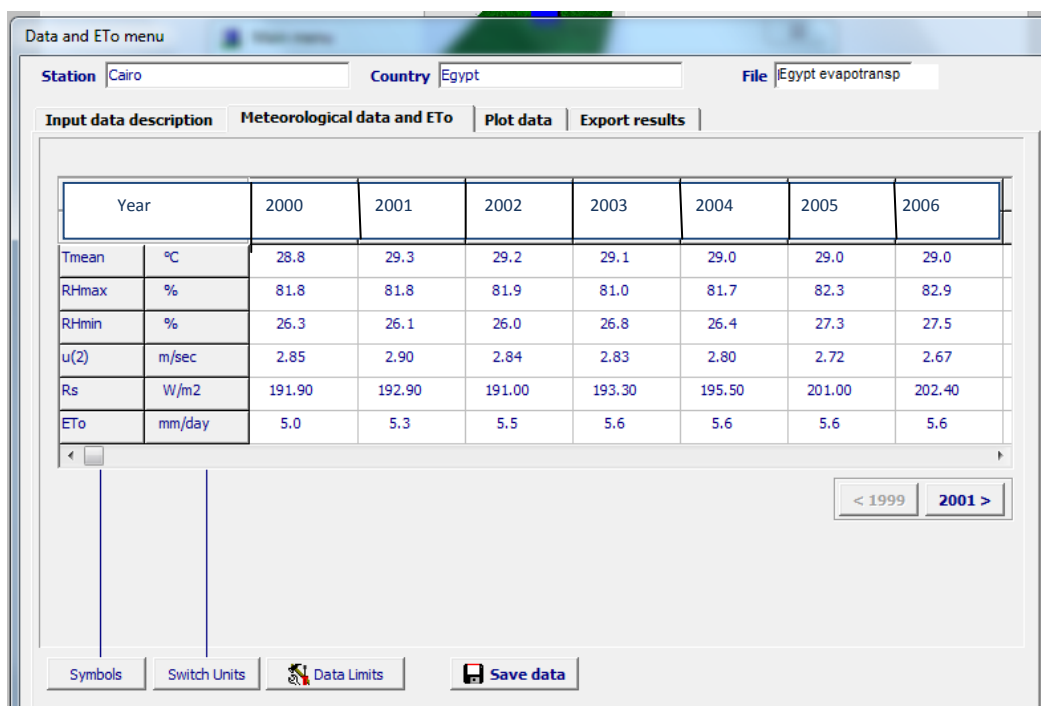 Data and ETo menu
Station Cairo Country Egypt File Egypt evapotransp
Input data description Meteorological data and ETo Plot data Export results
Year 2000 2001 2002 2003 2004 2005 2006
Tmean ºC 28.8 29.3 29.2 29.1 29.0 29.0 29.0
RHmax % 81.8 81.8 81.9 81.0 81.7 82.3 82.9
RHmin % 26.3 26.1 26.0 26.8 26.4 27.3 27.5
u(2) m/sec 2.85 2.90 2.84 2.83 2.80 2.72 2.67
Rs W/m2 191.90 192.90 191.00 193.30 195.50 201.00 202.40
ETo mm/day 5.0 5.3 5.5 5.6 5.6 5.6 5.6
< 1999 2001 >
Symbols Switch Units Data Limits Save data